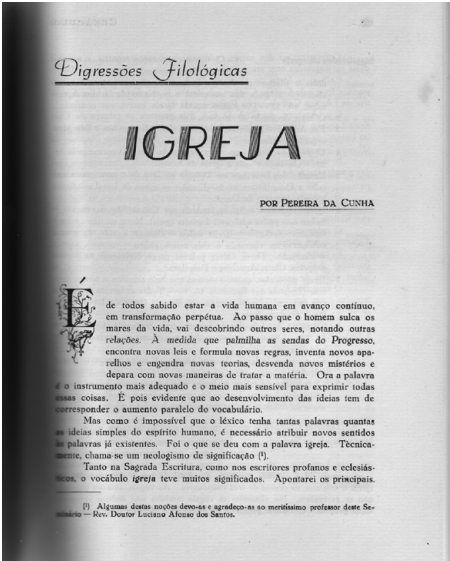 Digressões Filológicas
IGREJA
POR PEREIRA DA CUNHA
É de todos sabido estar a vida humana em avanço contínuo,
em transformação perpétua. Ao passo que o homem sulca os
mares da vida, vai descobrindo outros seres, notando outras
relações. À medida que palmilha as sendas do Progresso,
encontra novas leis e formula novas regras, inventa novos apa-
relhos e engendra novas teorias, desvenda novos mistérios e
depara com novas maneiras de tratar a matéria. Ora a palavra
é o instrumento mais adequado e o meio mais sensível para exprimir todas
essas coisas. É pois evidente que ao desenvolvimento das ideias tem de
corresponder o aumento paralelo do vocabulário.
Mas como é impossível que o léxico tenha tantas palavras quantas
as ideias simples do espírito humano, é necessário atribuir novos sentidos
às palavras já existentes. Foi o que se deu com a palavra igreja. Tècnica-
mente, chama-se um neologismo de significação (¹).
Tanto na Sagrada Escritura, como nos escritores profanos e eclesiás-
ticos, o vocábulo igreja teve muitos significados. Apontarei os principais.
(¹) Algumas destas noções devo-as e agradeço-as ao meritíssimo professor deste Se-
minário — Rev. Doutor Luciano Afonso dos Santos.